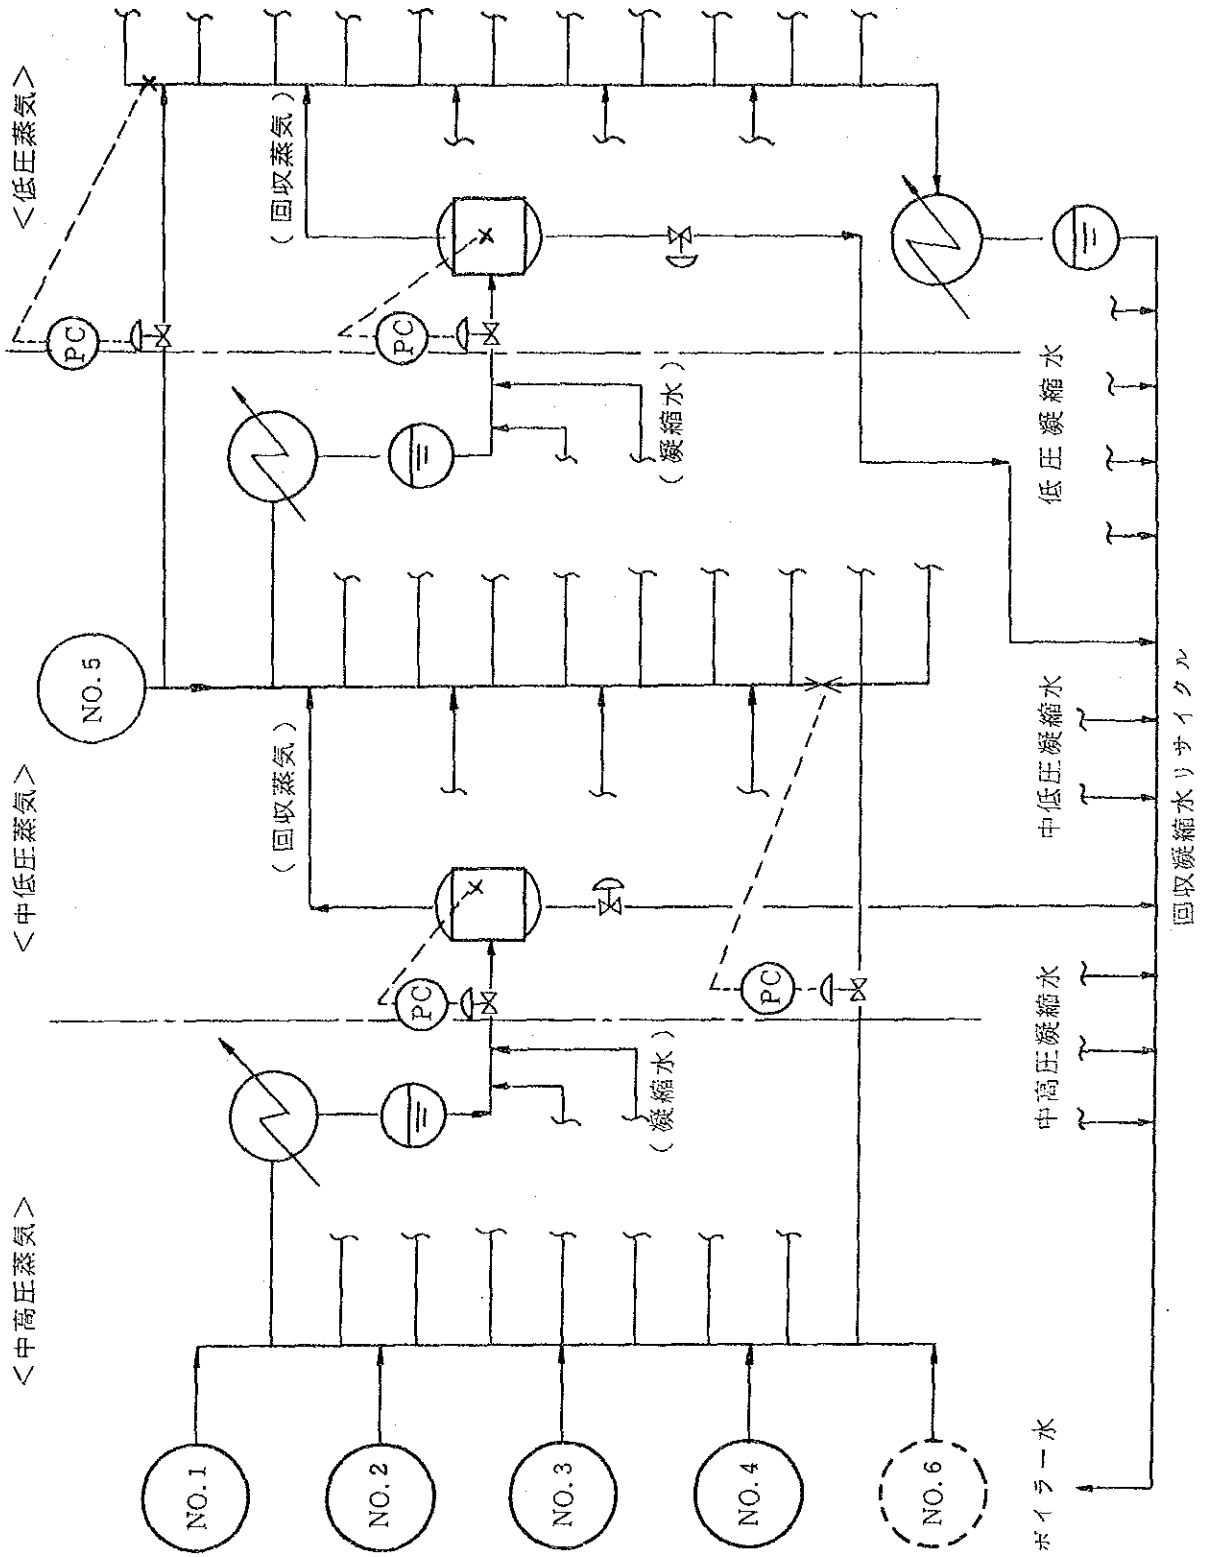 <中高圧蒸気>
<中低圧蒸気>
<低圧蒸気>
NO.1
NO.2
NO.3
NO.4
NO.6
NO.5
PC
PC
PC
PC
(回収蒸気)
(回収蒸気)
(凝縮水)
(凝縮水)
ボイラー水
中高圧凝縮水
中低圧凝縮水
低圧凝縮水
回収凝縮水リサイクル